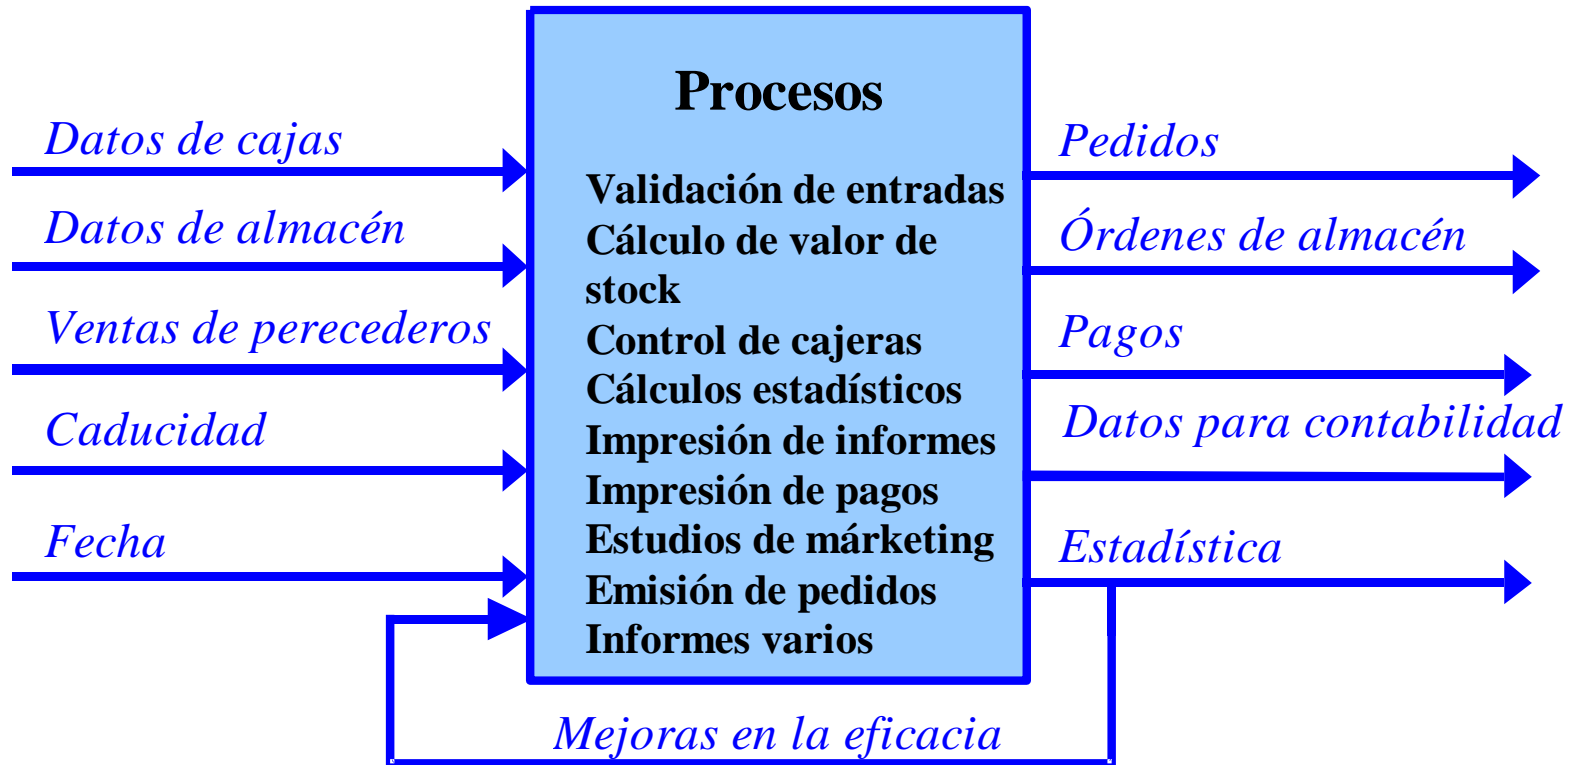 Procesos
Datos de cajas
Datos de almacén
Ventas de perecederos
Caducidad
Fecha
Validación de entradas
Cálculo de valor de
stock
Control de cajeras
Cálculos estadísticos
Impresión de informes
Impresión de pagos
Estudios de márketing
Emisión de pedidos
Informes varios
Pedidos
Órdenes de almacén
Pagos
Datos para contabilidad
Estadística
Mejoras en la eficacia